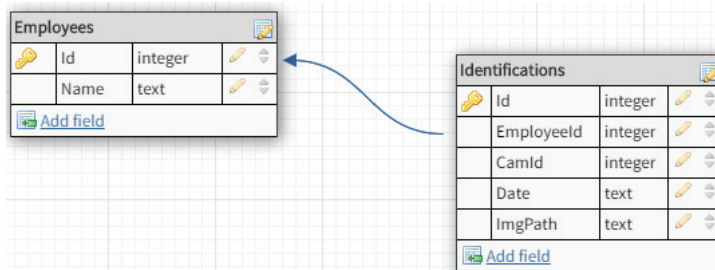 Employees
Id integer
Name text
Add field
Identifications
Id integer
EmployeeId integer
CamId integer
Date text
ImgPath text
Add field